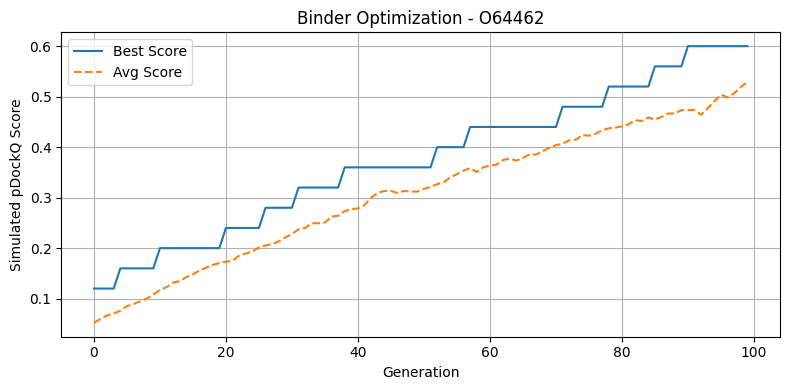 Binder Optimization - O64462
Best Score
Avg Score
Simulated pDockQ Score
0.6
0.5
0.4
0.3
0.2
0.1
0 20 40 60 80 100
Generation